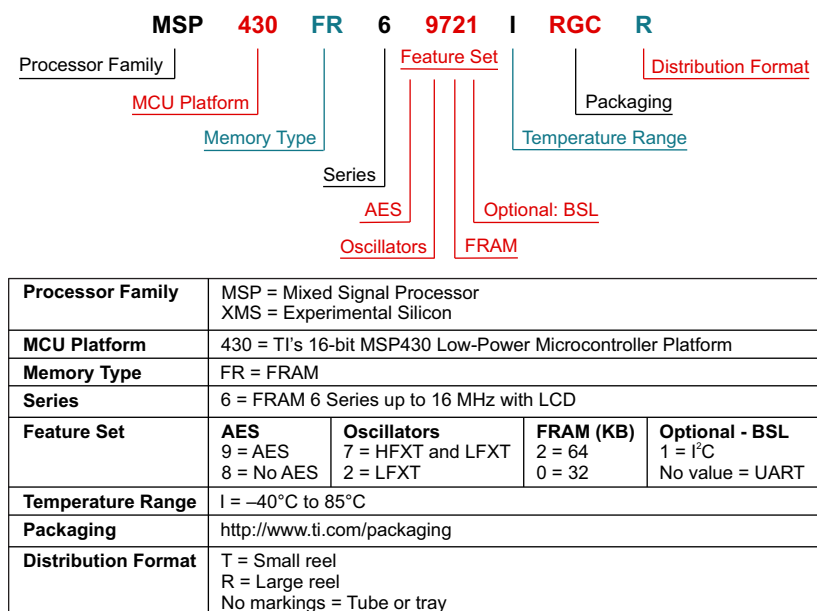 MSP 430 FR 6 9721 I RGC R
Processor Family
Feature Set
Distribution Format
MCU Platform
Packaging
Memory Type
Temperature Range
Series
AES
Optional: BSL
Oscillators
FRAM
Processor Family
MSP = Mixed Signal Processor
XMS = Experimental Silicon
MCU Platform
430 = TI's 16-bit MSP430 Low-Power Microcontroller Platform
Memory Type
FR = FRAM
Series
6 = FRAM 6 Series up to 16 MHz with LCD
Feature Set
AES
9 = AES
8 = No AES
Oscillators
7 = HFXT and LFXT
2 = LFXT
FRAM (KB)
2 = 64
0 = 32
Optional - BSL
1 = I²C
No value = UART
Temperature Range
I = –40°C to 85°C
Packaging
http://www.ti.com/packaging
Distribution Format
T = Small reel
R = Large reel
No markings = Tube or tray